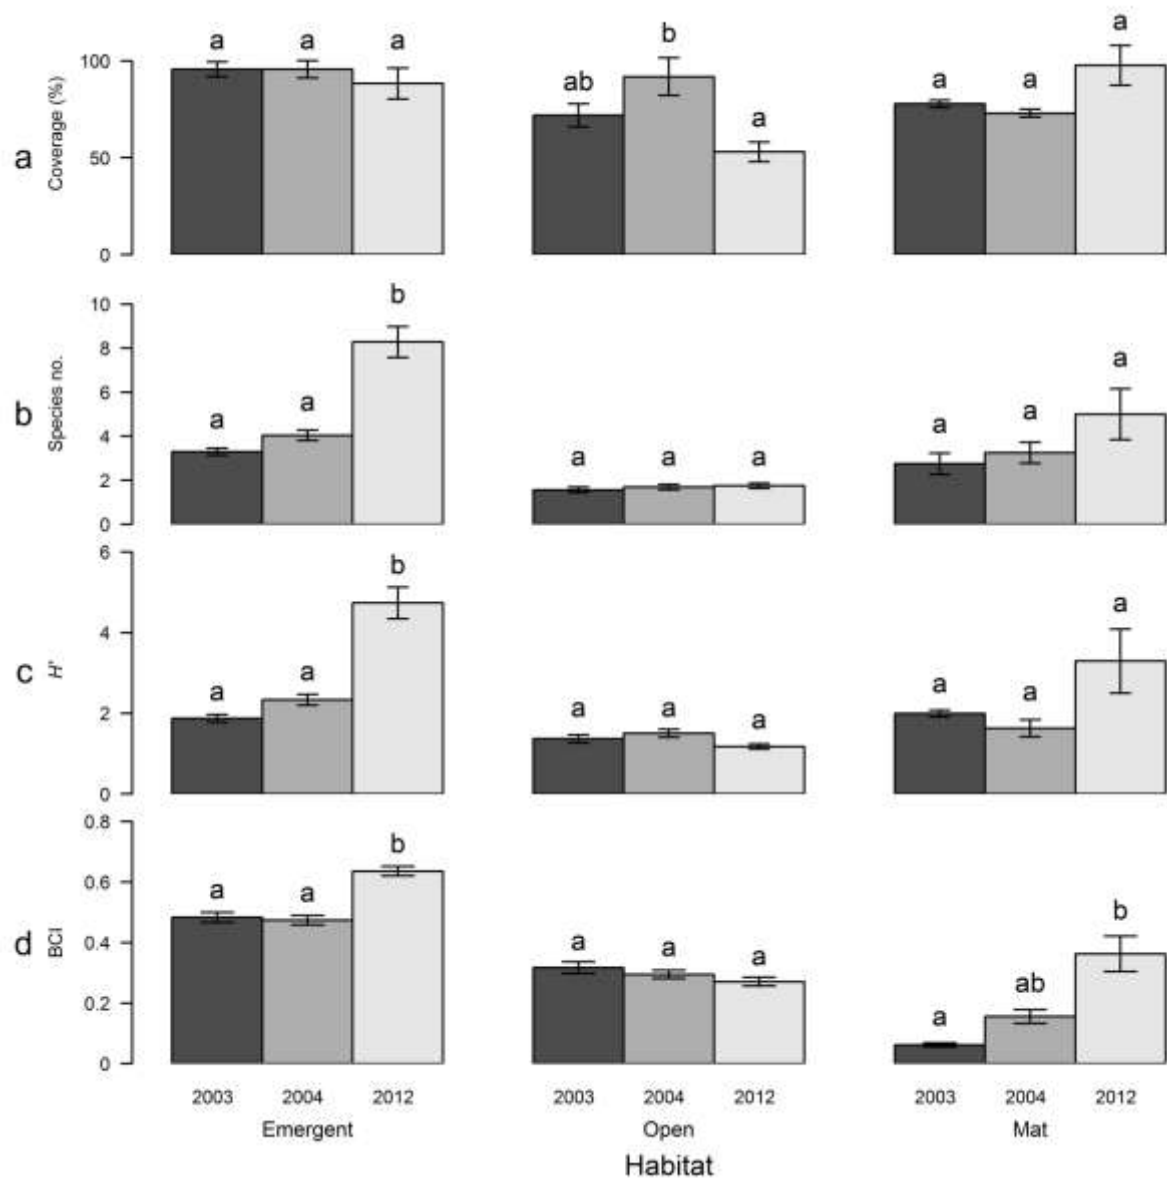 a
Coverage (%)
100
50
0
a a a
ab b a
a a a
b
Species no.
10
8
6
4
2
0
a a b
a a a
a a a
c
H'
6
4
2
0
a a b
a a a
a a a
d
BCI
0.8
0.6
0.4
0.2
0
a a b
a a a
a ab b
2003 2004 2012 2003 2004 2012 2003 2004 2012
Emergent Open Mat
Habitat